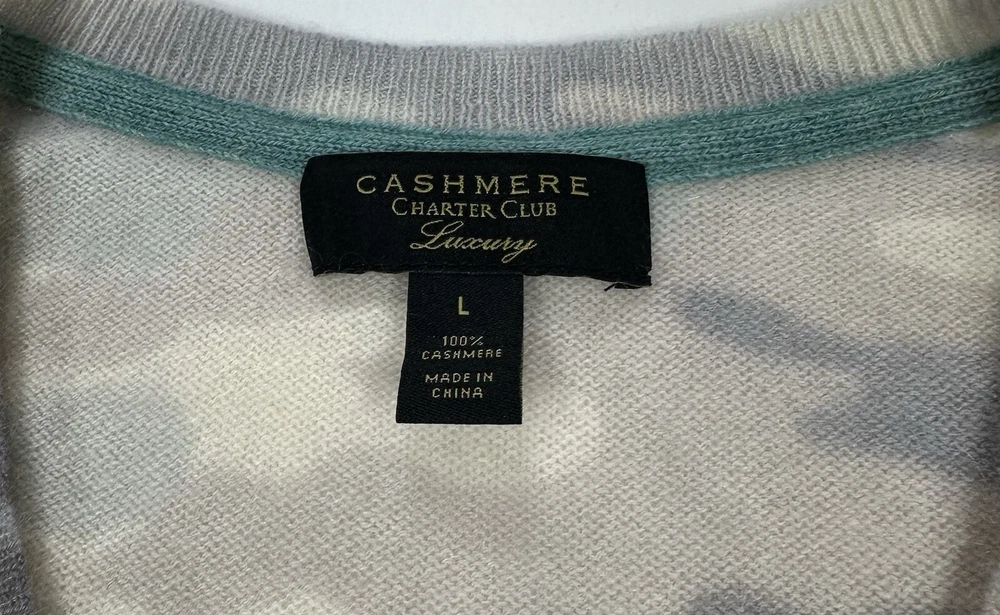 CASHMERE
CHARTER CLUB
Luxury
L
100%
CASHMERE
MADE IN
CHINA